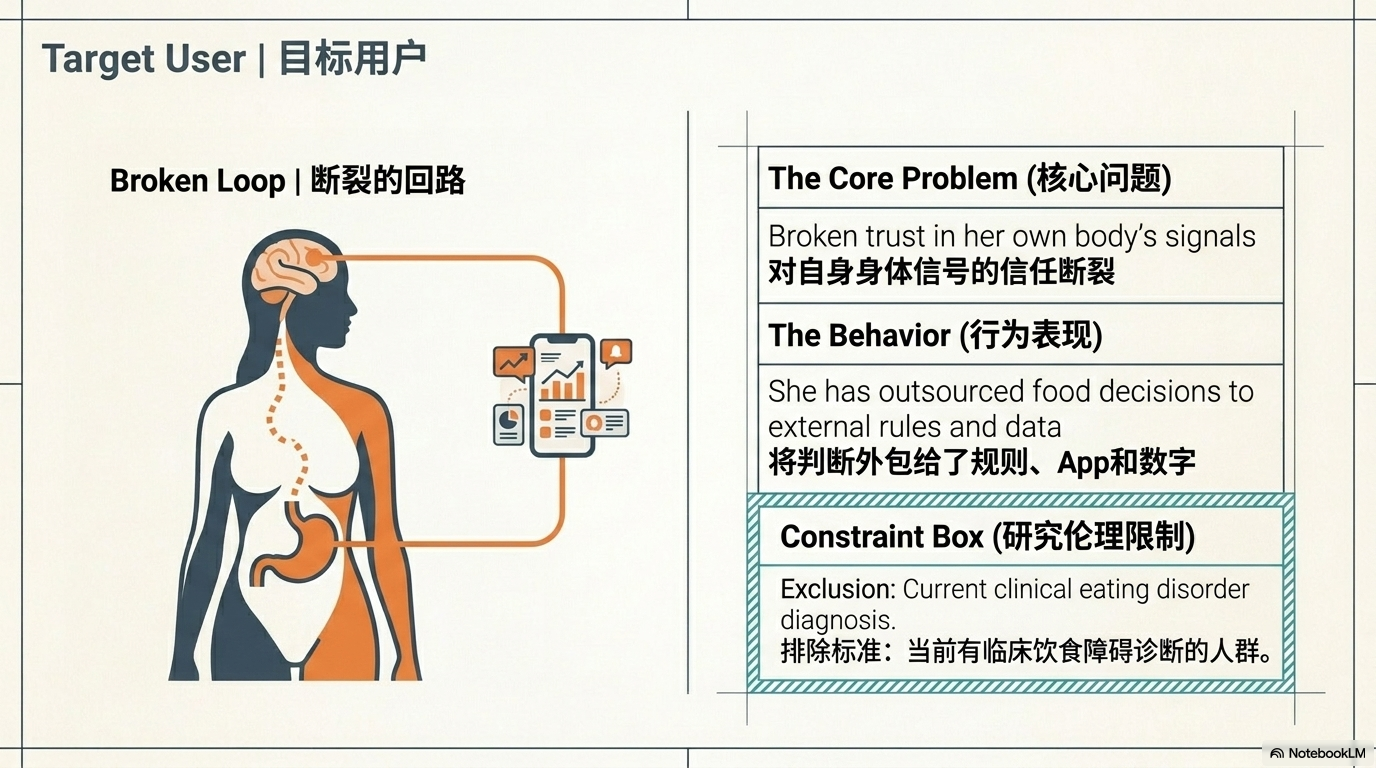 Target User | 目标用户
Broken Loop | 断裂的回路
The Core Problem (核心问题)
Broken trust in her own body's signals
对自身身体信号的信任断裂
The Behavior (行为表现)
She has outsourced food decisions to
external rules and data
将判断外包给了规则、App和数字
Constraint Box (研究伦理限制)
Exclusion: Current clinical eating disorder
diagnosis.
排除标准：当前有临床饮食障碍诊断的人群。
NotebookLM